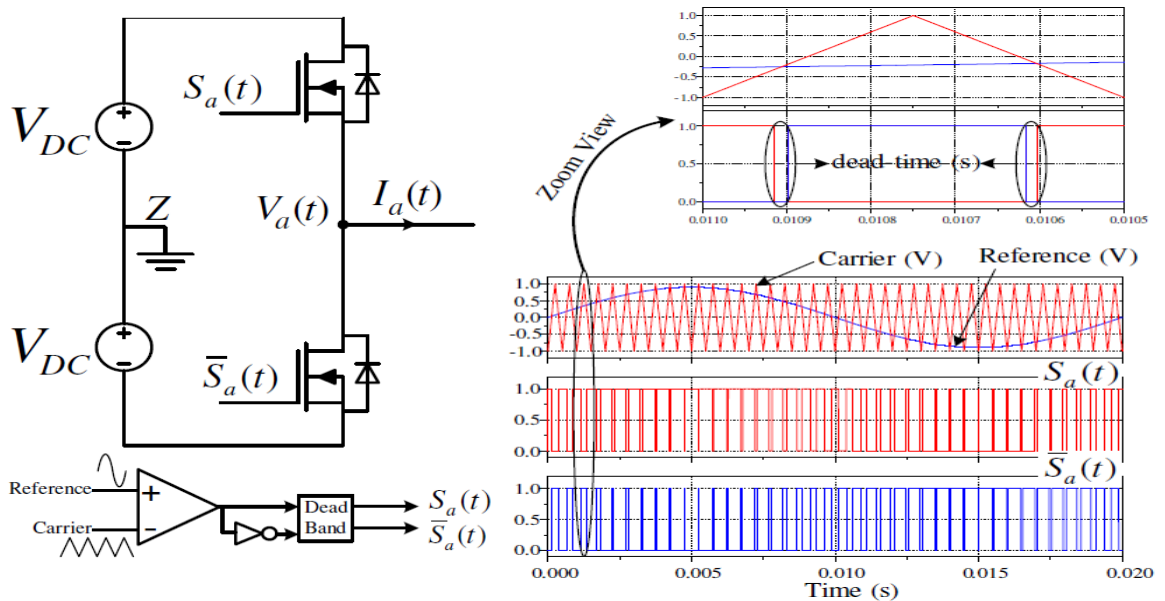 V_DC
+
−
S_a(t)
Z
V_a(t)
I_a(t)
V_DC
+
−
S̅_a(t)
Reference
Carrier
+
−
Dead
Band
S_a(t)
S̅_a(t)
Zoom View
1.0
0.5
0.0
-0.5
-1.0
1.0
0.5
0.0
dead time (s)
0.0110 0.0109 0.0108 0.0107 0.0106 0.0105
Carrier (V)
Reference (V)
1.0
0.5
0.0
-0.5
-1.0
S_a(t)
1.0
0.5
0.0
S̅_a(t)
1.0
0.5
0.0
0.000 0.005 0.010 0.015 0.020
Time (s)